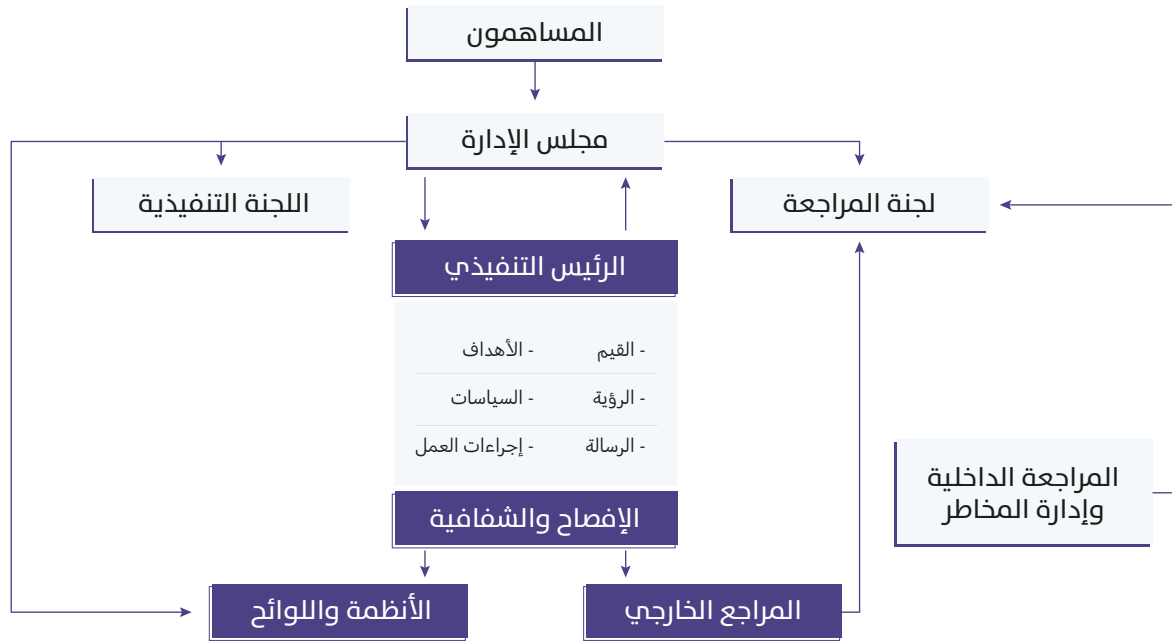 المساهمون
مجلس الإدارة
لجنة المراجعة
اللجنة التنفيذية
الرئيس التنفيذي
- القيم
- الأهداف
- الرؤية
- السياسات
- الرسالة
- إجراءات العمل
المراجعة الداخلية
وإدارة المخاطر
الإفصاح والشفافية
المراجع الخارجي
الأنظمة واللوائح